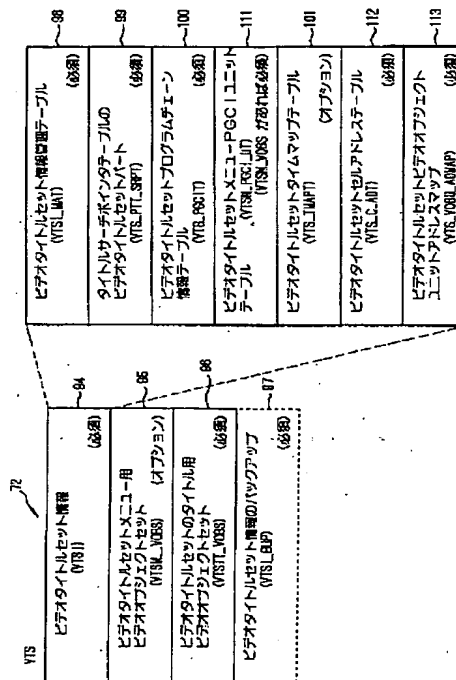 VTS
72
ビデオタイトルセット情報
(VTSI)
(必須)
94
ビデオタイトルセットメニュー用
ビデオオブジェクトセット
(VTSM_VOBS)
(オプション)
95
ビデオタイトルセットのタイトル用
ビデオオブジェクトセット
(VTSTT_VOBS)
(必須)
96
ビデオタイトルセット情報のバックアップ
(VTSI_BUP)
(必須)
97
ビデオタイトルセット情報管理テーブル
(VTSI_MAT)
(必須)
98
タイトルサーチポインタテーブルの
ビデオタイトルセットパート
(VTS_PTT_SRPT)
(必須)
99
ビデオタイトルセットプログラムチェーン
情報テーブル
(VTS_PGCIT)
(必須)
100
ビデオタイトルセットメニューPGCIユニット
テーブル
(VTSM_PGCI_UT)
(VTSM_VOBS があれば必須)
111
ビデオタイトルセットタイムマップテーブル
(VTS_TMAPT)
(オプション)
101
ビデオタイトルセットセルアドレステーブル
(VTS_C_ADT)
(必須)
112
ビデオタイトルセットビデオオブジェクト
ユニットアドレスマップ
(VTS_VOBU_ADMAP)
(必須)
113